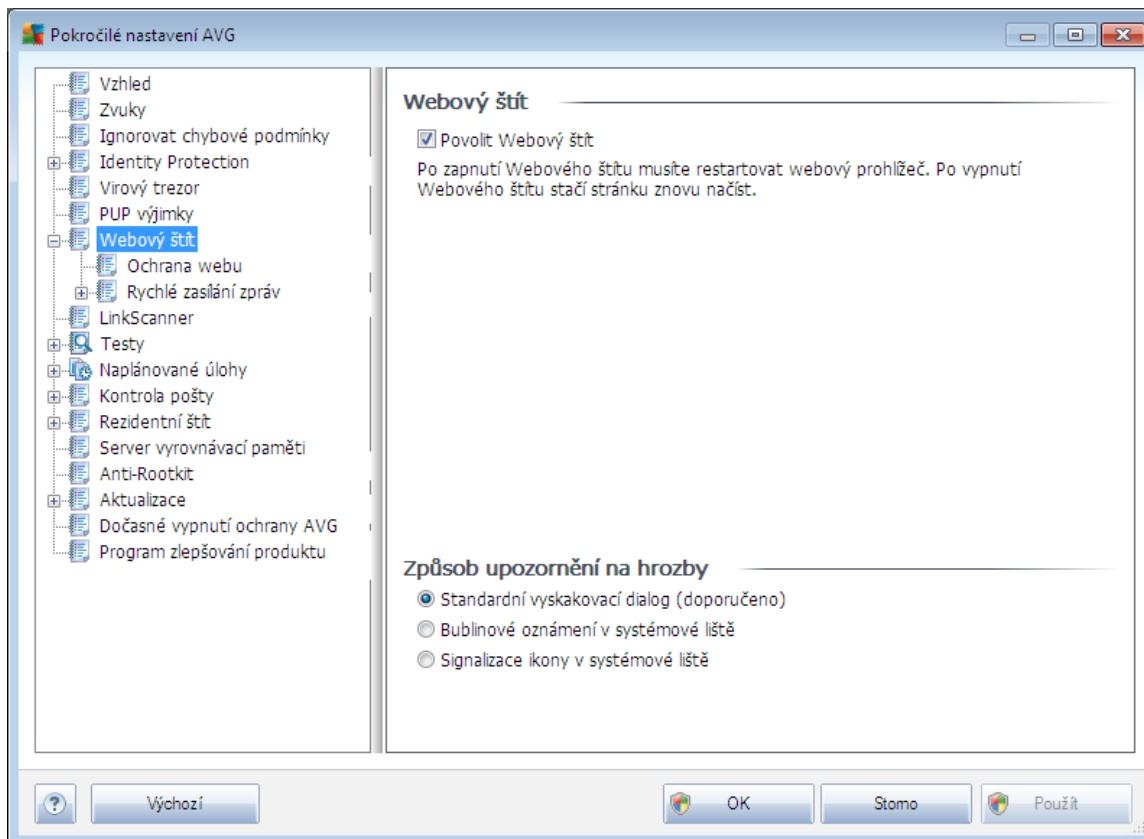 Pokročilé nastavení AVG
Vzhled
Zvuky
Ignorovat chybové podmínky
Identity Protection
Virový trezor
PUP výjimky
Webový štít
Ochrana webu
Rychlé zasílání zpráv
LinkScanner
Testy
Naplánované úlohy
Kontrola pošty
Rezidentní štít
Server vyrovnávací paměti
Anti-Rootkit
Aktualizace
Dočasné vypnutí ochrany AVG
Program zlepšování produktu
Webový štít
Povolit Webový štít
Po zapnutí Webového štítu musíte restartovat webový prohlížeč. Po vypnutí
Webového štítu stačí stránku znovu načíst.
Způsob upozornění na hrozby
Standardní vyskakovací dialog (doporučeno)
Bublinové oznámení v systémové liště
Signalizace ikony v systémové liště
?
Výchozí
OK
Stomo
Použít